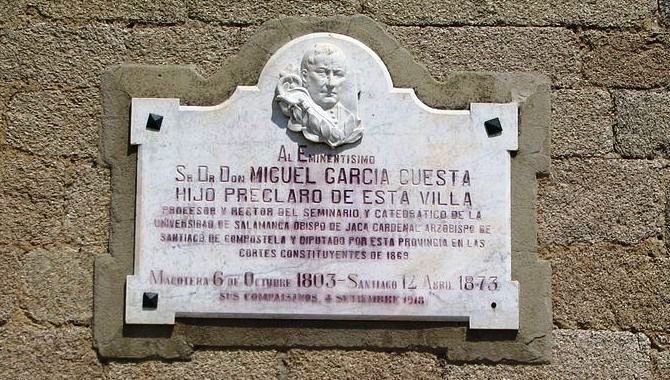 AL EMINENTISIMO
SR DR DON MIGUEL GARCIA CUESTA
HIJO PRECLARO DE ESTA VILLA
PROFESOR Y RECTOR DEL SEMINARIO, Y CATEDRATICO DE LA
UNIVERSIDAD DE SALAMANCA OBISPO DE JACA CARDENAL ARZOBISPO DE
SANTIAGO DE COMPOSTELA Y DIPUTADO POR ESTA PROVINCIA EN LAS
CORTES CONSTITUYENTES DE 1869
MACOTERA 6 DE OCTUBRE 1803-SANTIAGO 14 ABRIL 1873
SUS COMPAISANOS, 4 SETIEMBRE 1918